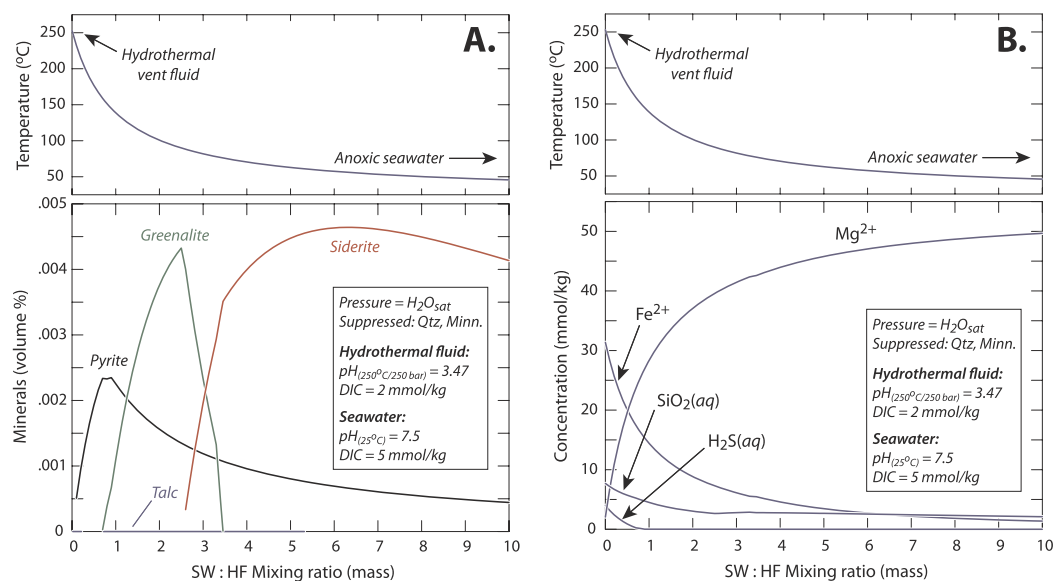 A.
Temperature (ºC)
250
200
150
100
50
Hydrothermal
vent fluid
Anoxic seawater
Minerals (volume %)
.005
.004
.003
.002
.001
0
Greenalite
Siderite
Pyrite
Talc
Pressure = H2Osat
Suppressed: Qtz, Minn.
Hydrothermal fluid:
pH(250ºC/250 bar) = 3.47
DIC = 2 mmol/kg
Seawater:
pH(25ºC) = 7.5
DIC = 5 mmol/kg
0 1 2 3 4 5 6 7 8 9 10
SW : HF Mixing ratio (mass)
B.
Temperature (ºC)
250
200
150
100
50
Hydrothermal
vent fluid
Anoxic seawater
Concentration (mmol/kg)
50
40
30
20
10
0
Mg2+
Fe2+
SiO2(aq)
H2S(aq)
Pressure = H2Osat
Suppressed: Qtz, Minn.
Hydrothermal fluid:
pH(250ºC/250 bar) = 3.47
DIC = 2 mmol/kg
Seawater:
pH(25ºC) = 7.5
DIC = 5 mmol/kg
0 1 2 3 4 5 6 7 8 9 10
SW : HF Mixing ratio (mass)